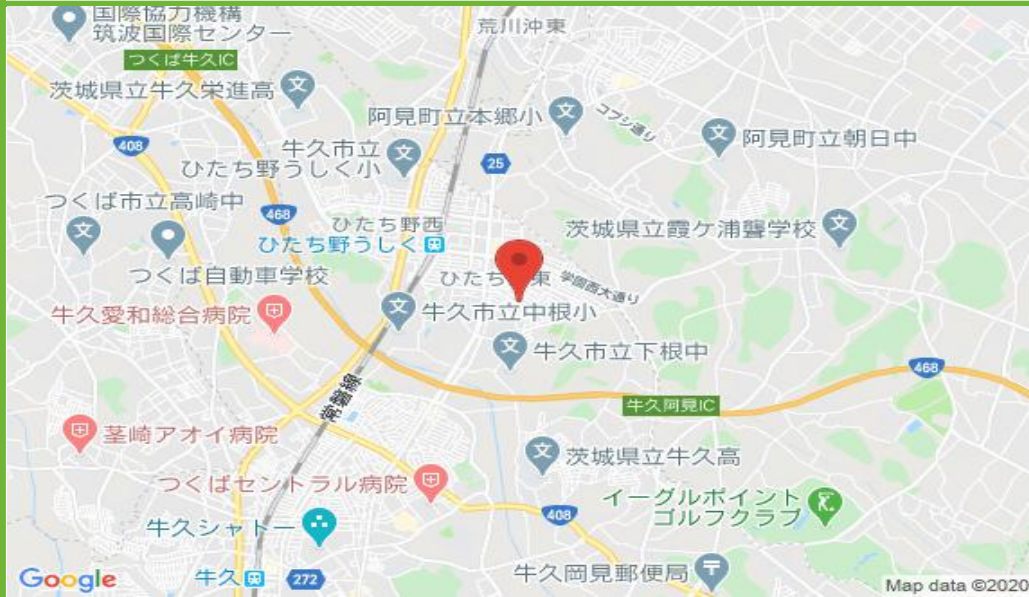 国際協力機構
筑波国際センター
荒川沖東
つくば牛久IC
茨城県立牛久栄進高
文
阿見町立本郷小
文
コブシ通り
文
阿見町立朝日中
408
牛久市立
ひたち野うしく小
文
25
つくば市立高崎中
文
468
ひたち野西
ひたち野うしく
茨城県立霞ケ浦聾学校
文
つくば自動車学校
ひたち
東
学園西大通り
牛久愛和総合病院
文
牛久市立中根小
文
牛久市立下根中
468
常磐線
牛久阿見IC
茎崎アオイ病院
文
茨城県立牛久高
つくばセントラル病院
イーグルポイント
ゴルフクラブ
408
牛久シャトー
牛久
272
牛久岡見郵便局
Google
Map data ©2020